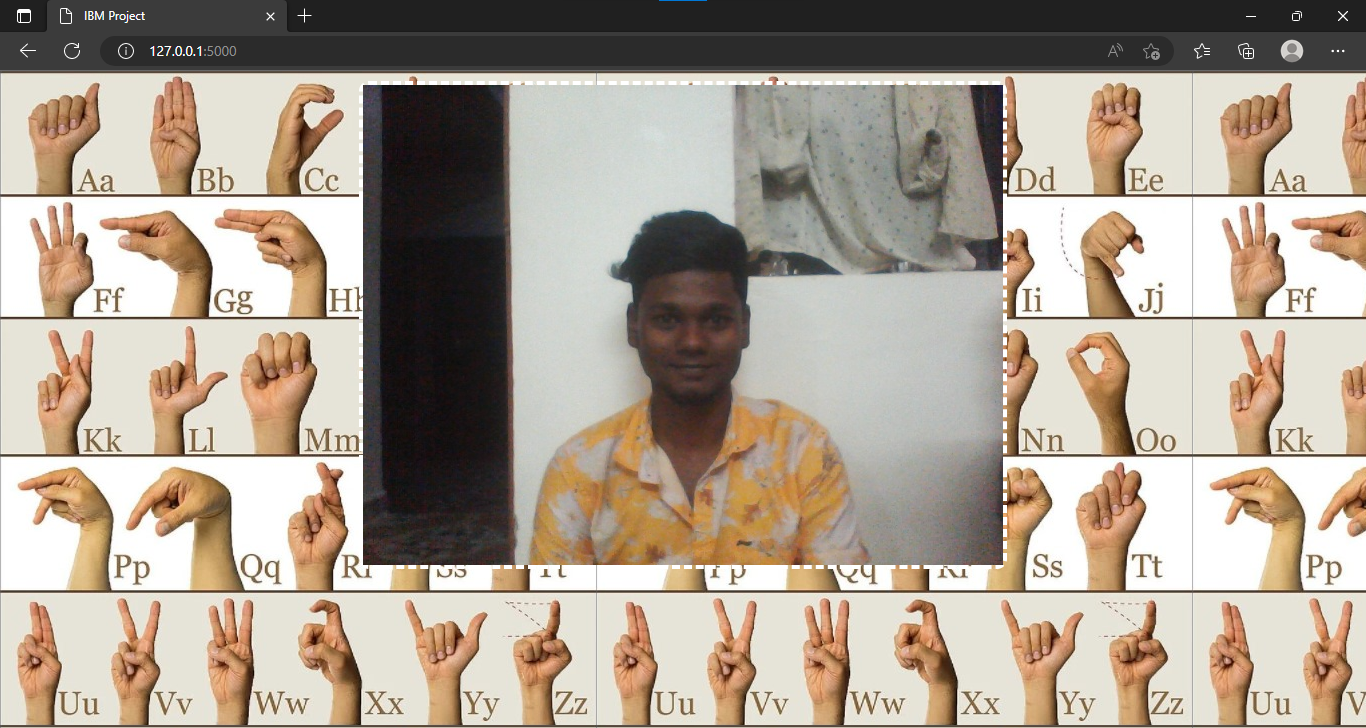 IBM Project
127.0.0.1:5000
Aa Bb Cc Dd Ee Aa
Ff Gg Hh Ii Jj Ff
Kk Ll Mm Nn Oo Kk
Pp Qq Rr Ss Tt Pp Qq Rr Ss Tt Pp
Uu Vv Ww Xx Yy Zz Uu Vv Ww Xx Yy Zz Uu V